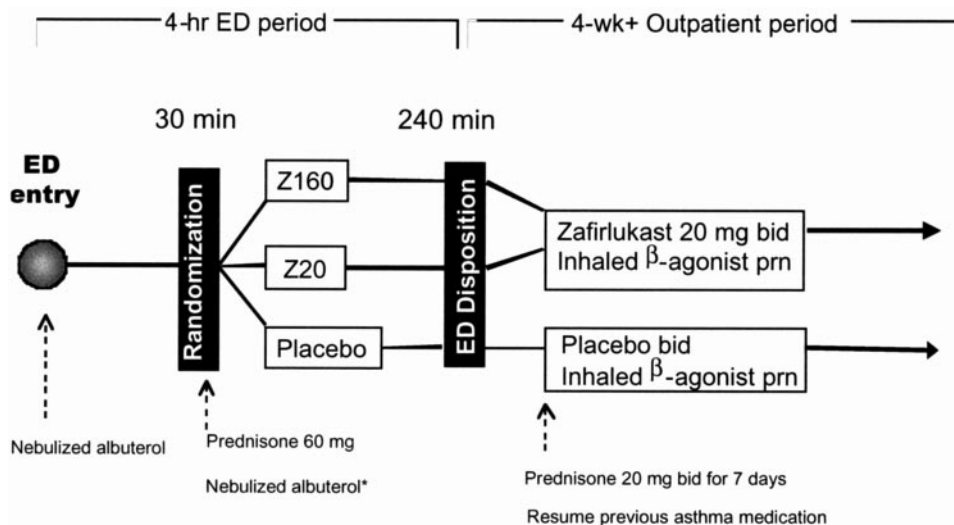 4-hr ED period
4-wk+ Outpatient period
30 min
240 min
ED
entry
Randomization
Z160
Z20
Placebo
ED Disposition
Zafirlukast 20 mg bid
Inhaled β-agonist prn
Placebo bid
Inhaled β-agonist prn
Nebulized albuterol
Prednisone 60 mg
Nebulized albuterol*
Prednisone 20 mg bid for 7 days
Resume previous asthma medication